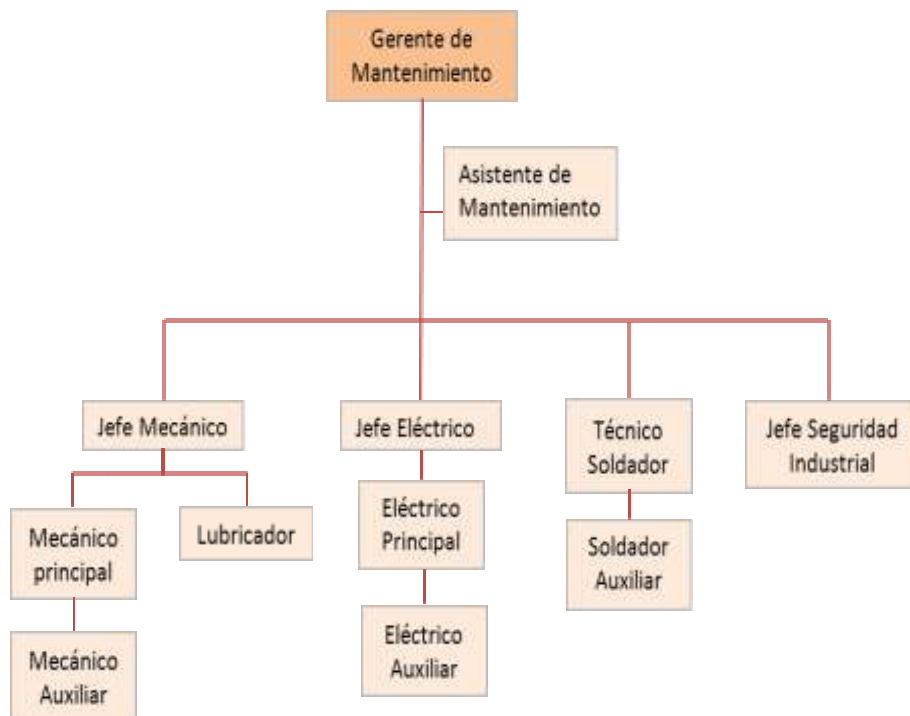 Gerente de
Mantenimiento
Asistente de
Mantenimiento
Jefe Mecánico
Jefe Eléctrico
Técnico
Soldador
Jefe Seguridad
Industrial
Mecánico
principal
Lubricador
Eléctrico
Principal
Soldador
Auxiliar
Mecánico
Auxiliar
Eléctrico
Auxiliar